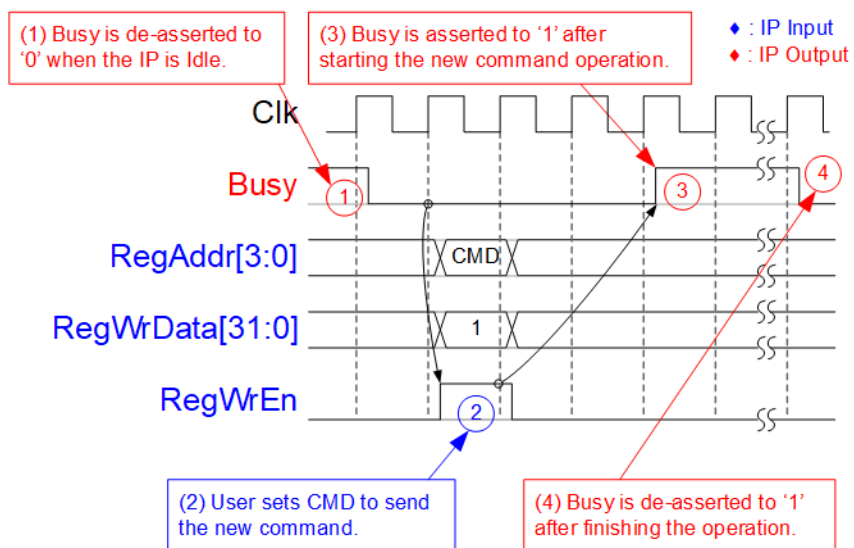 (1) Busy is de-asserted to
‘0’ when the IP is Idle.
(3) Busy is asserted to ‘1’ after
starting the new command operation.
♦ : IP Input
♦ : IP Output
Clk
Busy
1
3
4
RegAddr[3:0]
CMD
RegWrData[31:0]
1
RegWrEn
2
(2) User sets CMD to send
the new command.
(4) Busy is de-asserted to ‘1’
after finishing the operation.